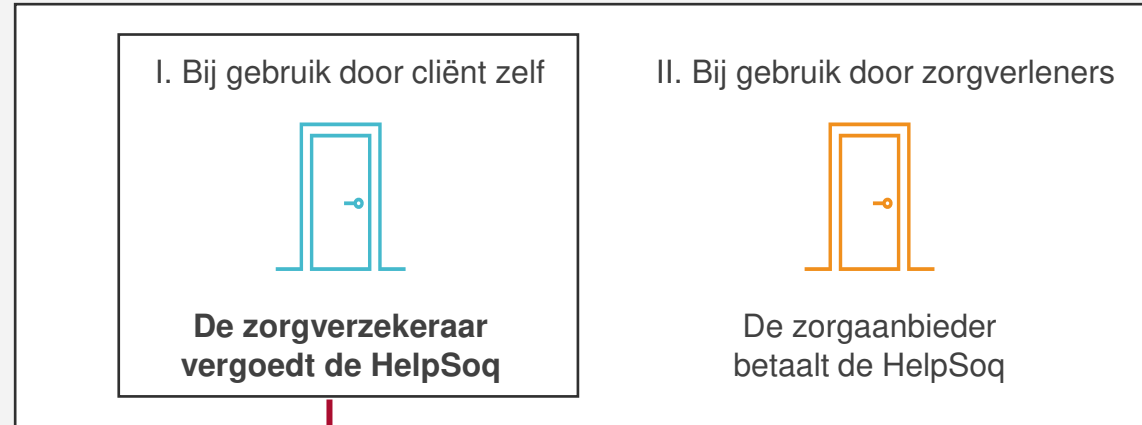 I. Bij gebruik door cliënt zelf
De zorgverzekeraar
vergoedt de HelpSoq
II. Bij gebruik door zorgverleners
De zorgaanbieder
betaalt de HelpSoq